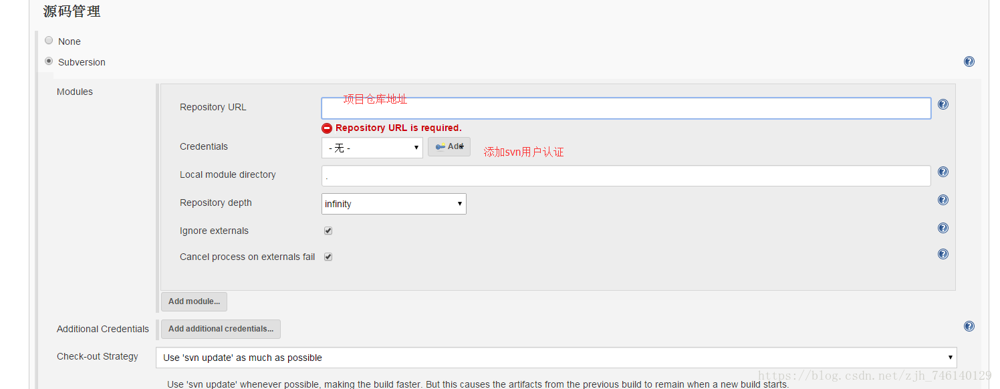 源码管理
None
Subversion
Modules
Repository URL
项目仓库地址
Repository URL is required.
Credentials
- 无 -
Add
添加svn用户认证
Local module directory
.
Repository depth
infinity
Ignore externals
Cancel process on externals fail
Add module...
Additional Credentials
Add additional credentials...
Check-out Strategy
Use 'svn update' as much as possible
https://blog.csdn.net/zjh_746140129
Use 'svn update' whenever possible, making the build faster. But this causes the artifacts from the previous build to remain when a new build starts.